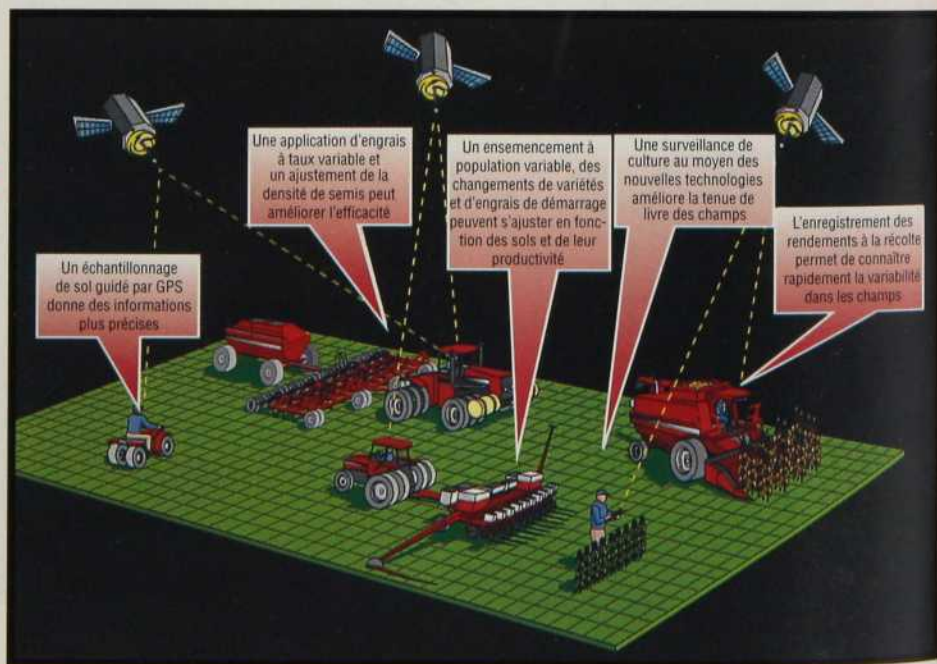 Une application d'engrais
à taux variable et
un ajustement de la
densité de semis peut
améliorer l'efficacité
Un ensemencement à
population variable, des
changements de variétés
et d'engrais de démarrage
peuvent s'ajuster en fonc-
tion des sols et de leur
productivité
Une surveillance de
culture au moyen des
nouvelles technologies
améliore la tenue de
livre des champs
L'enregistrement des
rendements à la récolte
permet de connaître
rapidement la variabilité
dans les champs
Un échantillonnage
de sol guidé par GPS
donne des informations
plus précises